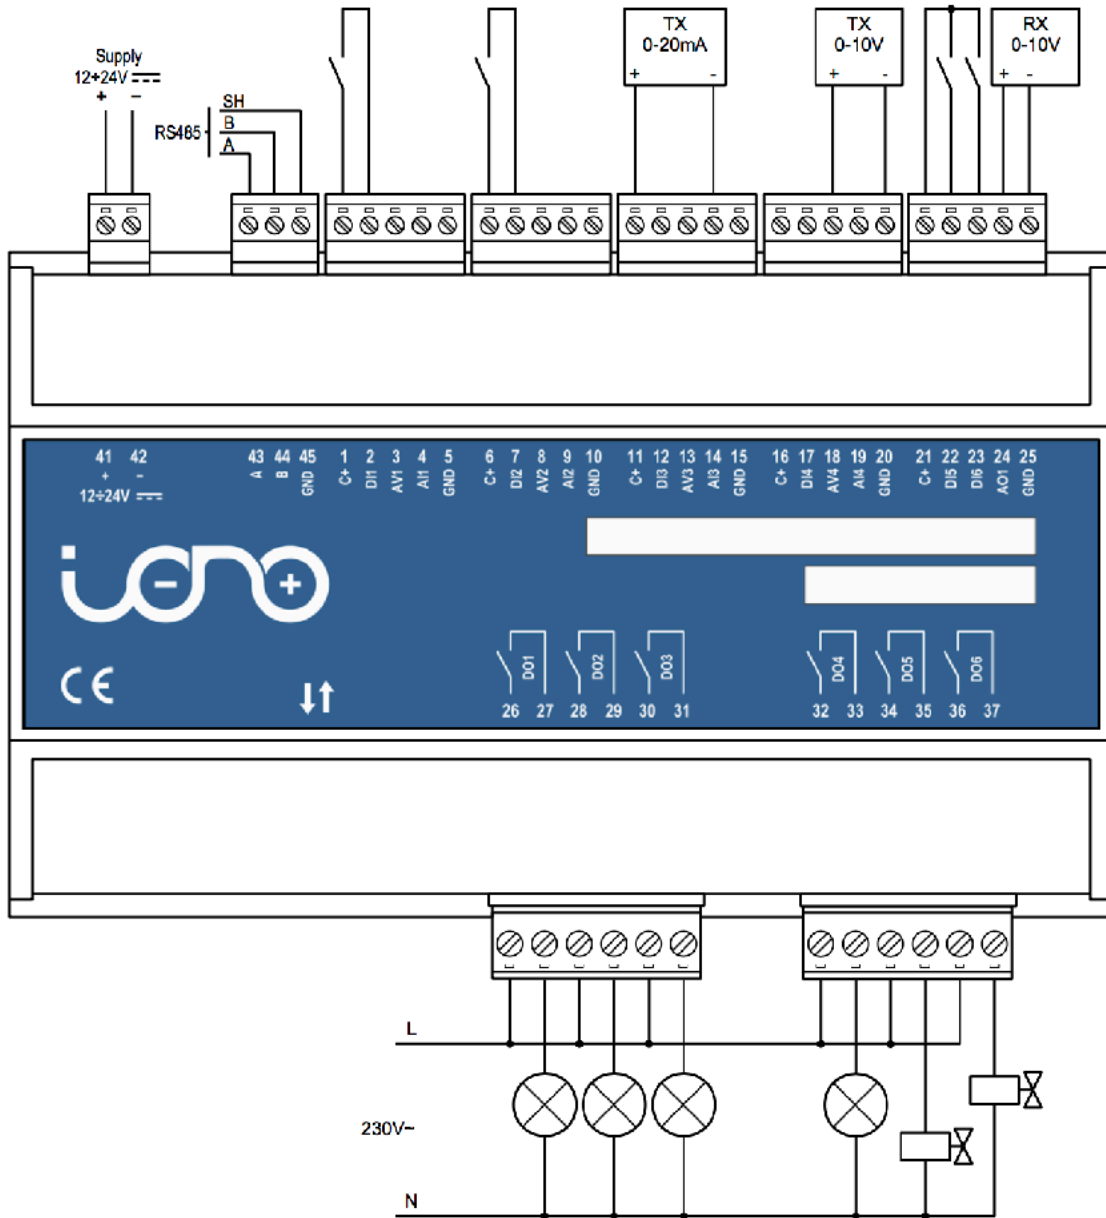 TX
0-20mA
+ -
TX
0-10V
+ -
RX
0-10V
+ -
Supply
12÷24V
+ -
RS485
SH
B
A
41 42 43 44 45 1 2 3 4 5 6 7 8 9 10 11 12 13 14 15 16 17 18 19 20 21 22 23 24 25
+ - A B GND C+ DI1 AV1 AI1 GND C+ DI2 AV2 AI2 GND C+ DI3 AV3 AI3 GND C+ DI4 AV4 AI4 GND C+ DI5 DI6 AO1 GND
12÷24V
iono
- +
DO1 DO2 DO3 DO4 DO5 DO6
CE
26 27 28 29 30 31 32 33 34 35 36 37
L
230V~
N